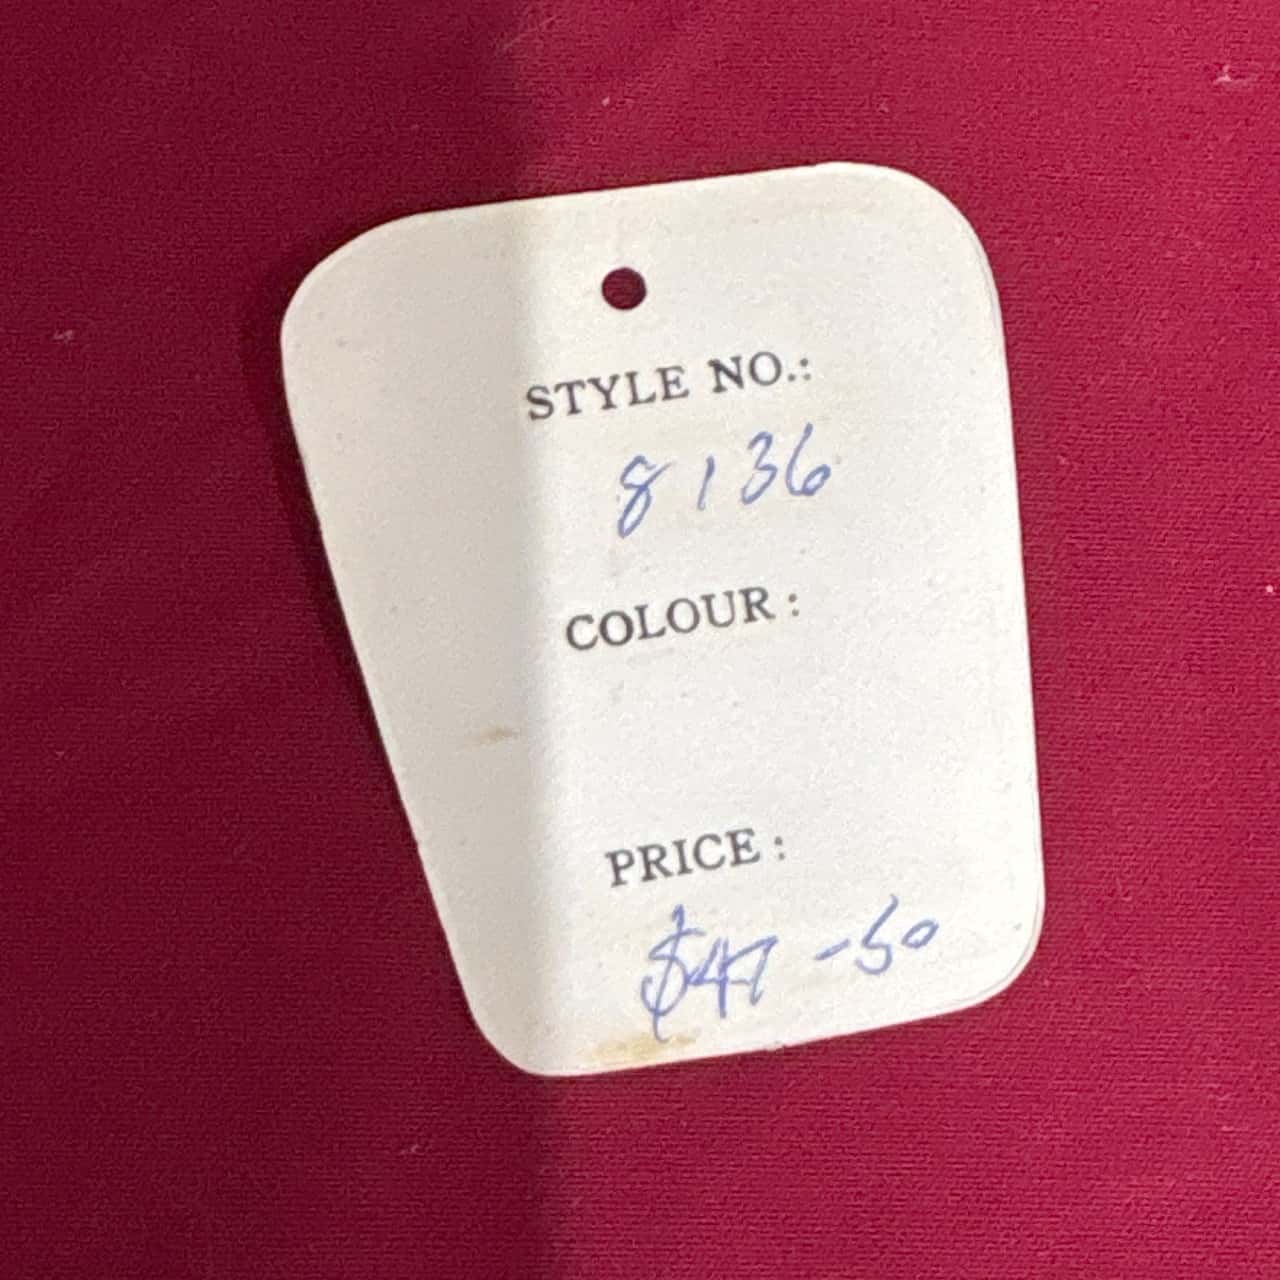 STYLE NO.:
8136
COLOUR :
PRICE :
$47-50